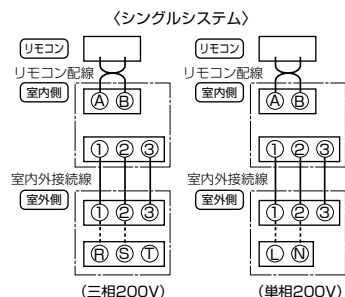 〈シングルシステム〉
リモコン リモコン
リモコン配線 リモコン配線
室内側 室内側
Ⓐ Ⓑ Ⓐ Ⓑ
① ② ③ ① ② ③
室内外接続線 室内外接続線
室外側 室外側
① ② ③ ① ② ③
Ⓡ Ⓢ Ⓣ Ⓛ Ⓝ
(三相200V) (単相200V)